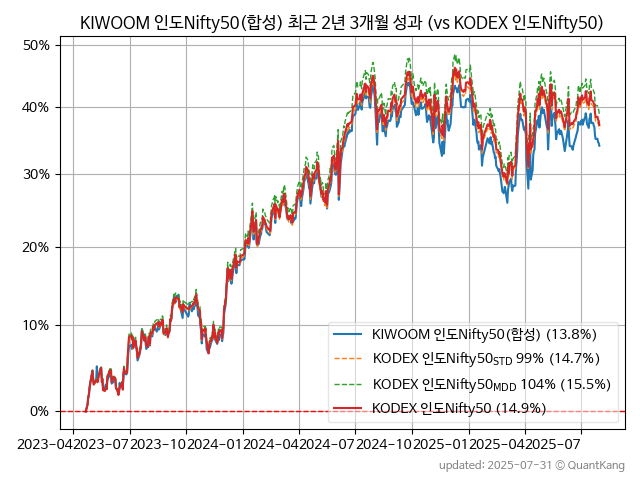 KIWOOM 인도Nifty50(합성) 최근 2년 3개월 성과 (vs KODEX 인도Nifty50)
50%
40%
30%
20%
10%
0%
KIWOOM 인도Nifty50(합성) (13.8%)
KODEX 인도Nifty50STD 99% (14.7%)
KODEX 인도Nifty50MDD 104% (15.5%)
KODEX 인도Nifty50 (14.9%)
2023-04 2023-07 2023-10 2024-01 2024-04 2024-07 2024-10 2025-01 2025-04 2025-07
updated: 2025-07-31 © QuantKang